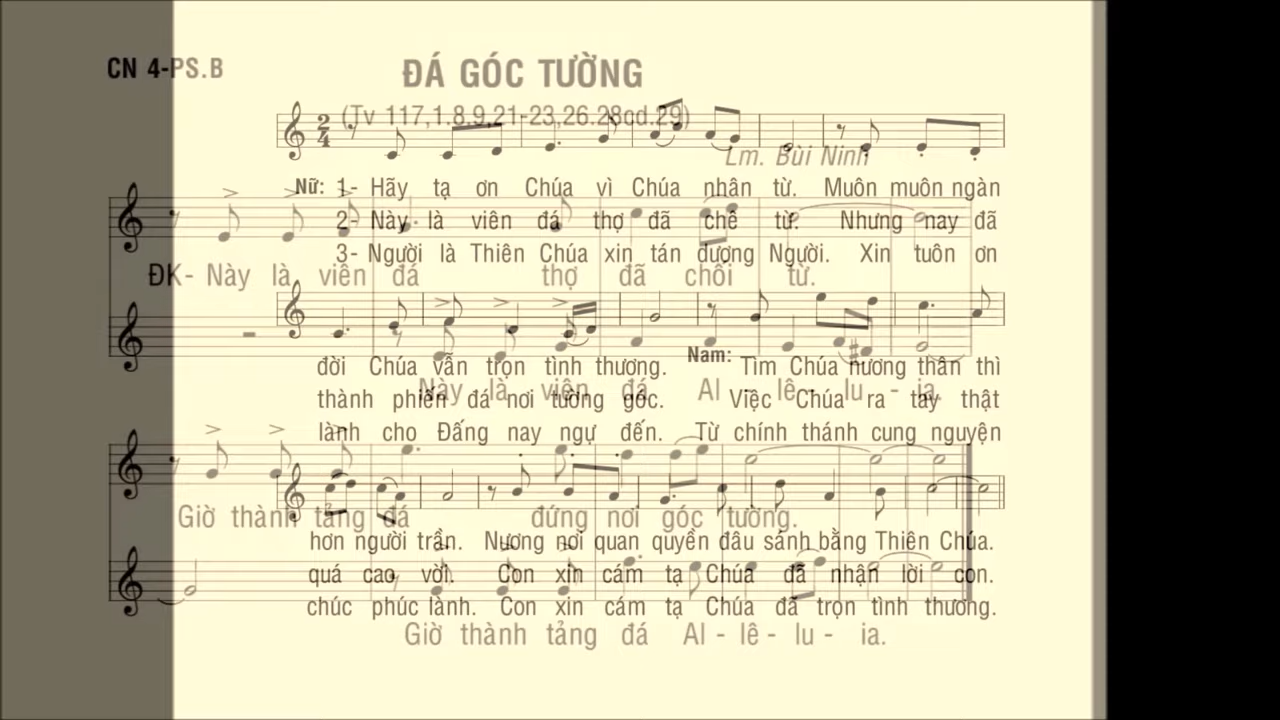 CN 4-PS.B
ĐÁ GÓC TƯỜNG
(Tv 117,1.8.9,21-23,26.28cd.29)
Lm. Bùi Ninh
Nữ: 1- Hãy tạ ơn Chúa vì Chúa nhân từ. Muôn muôn ngàn
2- Này là viên đá thợ đã chê từ. Nhưng nay đã
3- Người là Thiên Chúa xin tán dương Người. Xin tuôn ơn
ĐK- Này là viên đá thợ đã chối từ.
Nam:
đời Chúa vẫn trọn tình thương. Tìm Chúa nương thân thì
Này là viên đá Al - lê - lu - ia.
thành phiến đá nơi tường góc. Việc Chúa ra tay thật
lành cho Đấng nay ngự đến. Từ chính thánh cung nguyện
Giờ thành tảng đá đứng nơi góc tường.
hơn người trần. Nương nơi quan quyền đâu sánh bằng Thiên Chúa.
quá cao vời. Con xin cám tạ Chúa đã nhận lời con.
chúc phúc lành. Con xin cám tạ Chúa đã trọn tình thương.
Giờ thành tảng đá Al - lê - lu - ia.